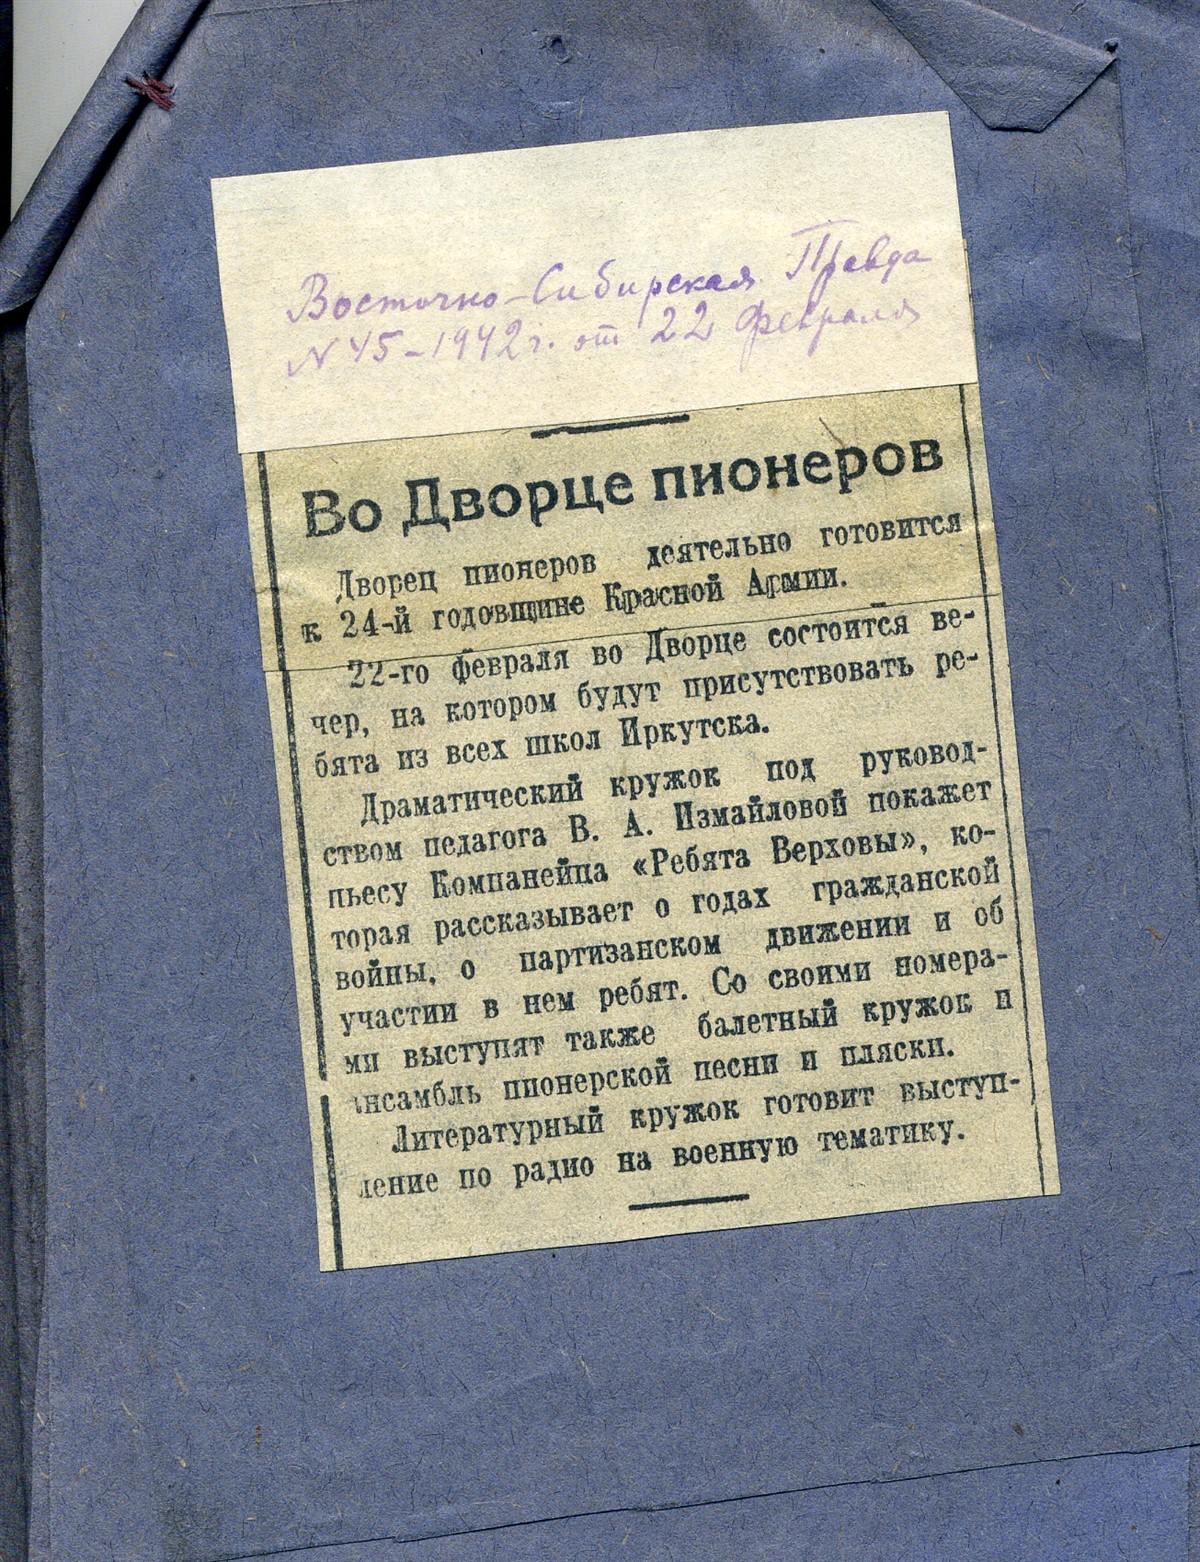 Восточно-Сибирская Правда
N 45-1942 г. от 22 февраля
Во Дворце пионеров
Дворец пионеров деятельно готовится
к 24-й годовщине Красной Армии.
22-го февраля во Дворце состоится ве-
чер, на котором будут присутствовать ре-
бята из всех школ Иркутска.
Драматический кружок под руковод-
ством педагога В. А. Измайловой покажет
пьесу Компанейца «Ребята Верховы», ко-
торая рассказывает о годах гражданской
войны, о партизанском движении и об
участии в нем ребят. Со своими номера-
ми выступят также балетный кружок и
ансамбль пионерской песни и пляски.
Литературный кружок готовит выступ-
ление по радио на военную тематику.